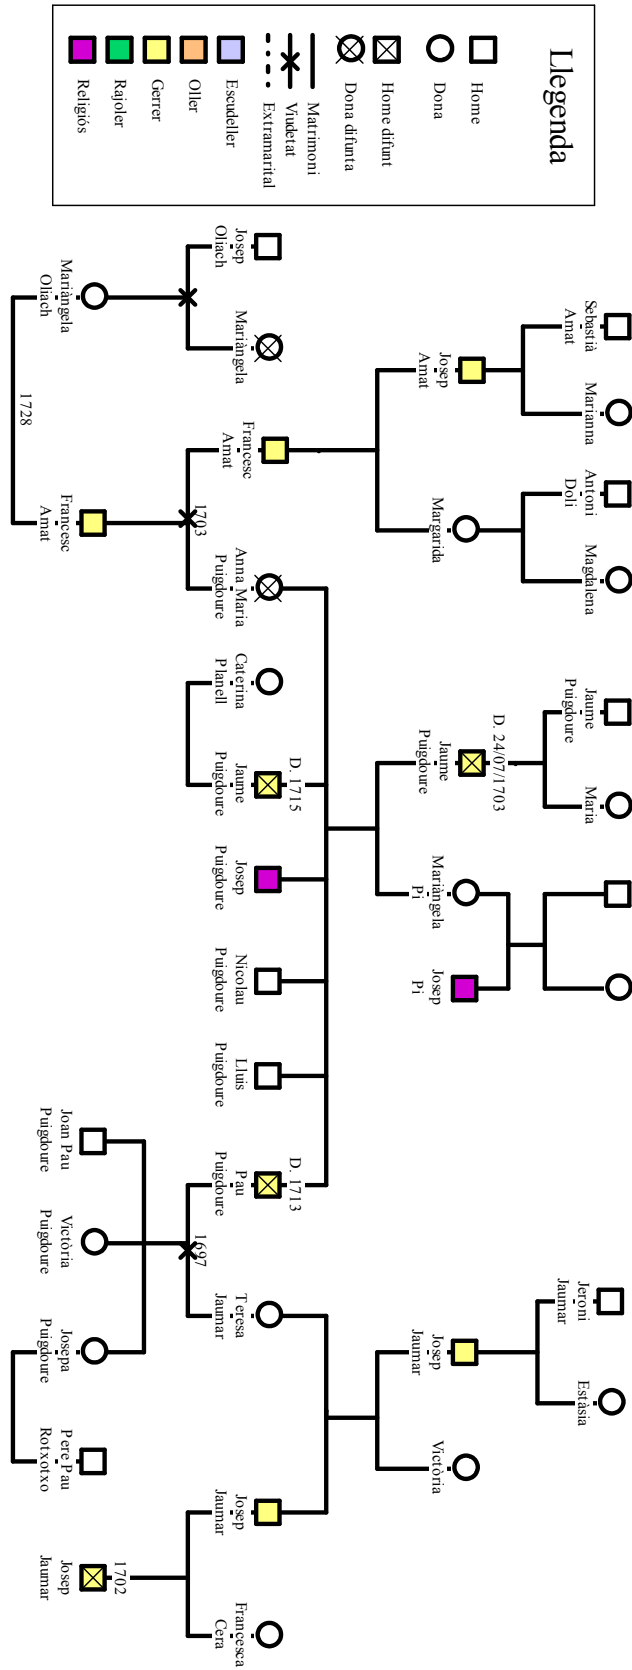 Llegenda
Home
Dona
Home difunt
Dona difunta
Matrimoni
Viudetat
Extramarital
Escudeller
Oller
Gerrer
Rajoler
Religiós
Sebastià
Amat
Marianna
Antoni
Doli
Magdalena
Jaume
Puigdoure
Maria
Jeroni
Jaumar
Estàsia
Josep
Amat
Margarida
D. 24/07/1703
Jaume
Puigdoure
Mariàngela
Pi
Josep
Pi
Josep
Jaumar
Victòria
Josep
Oliach
Mariàngela
Francesc
Amat
1703
Anna Maria
Puigdoure
Caterina
Planell
D. 1715
Jaume
Puigdoure
Josep
Puigdoure
Nicolau
Puigdoure
Lluis
Puigdoure
D. 1713
Pau
Puigdoure
1697
Teresa
Jaumar
Josep
Jaumar
Francesca
Cera
Mariàngela
Oliach
1728
Francesc
Amat
Joan Pau
Puigdoure
Victòria
Puigdoure
Josepa
Puigdoure
Pere Pau
Rotxotxo
1702
Josep
Jaumar